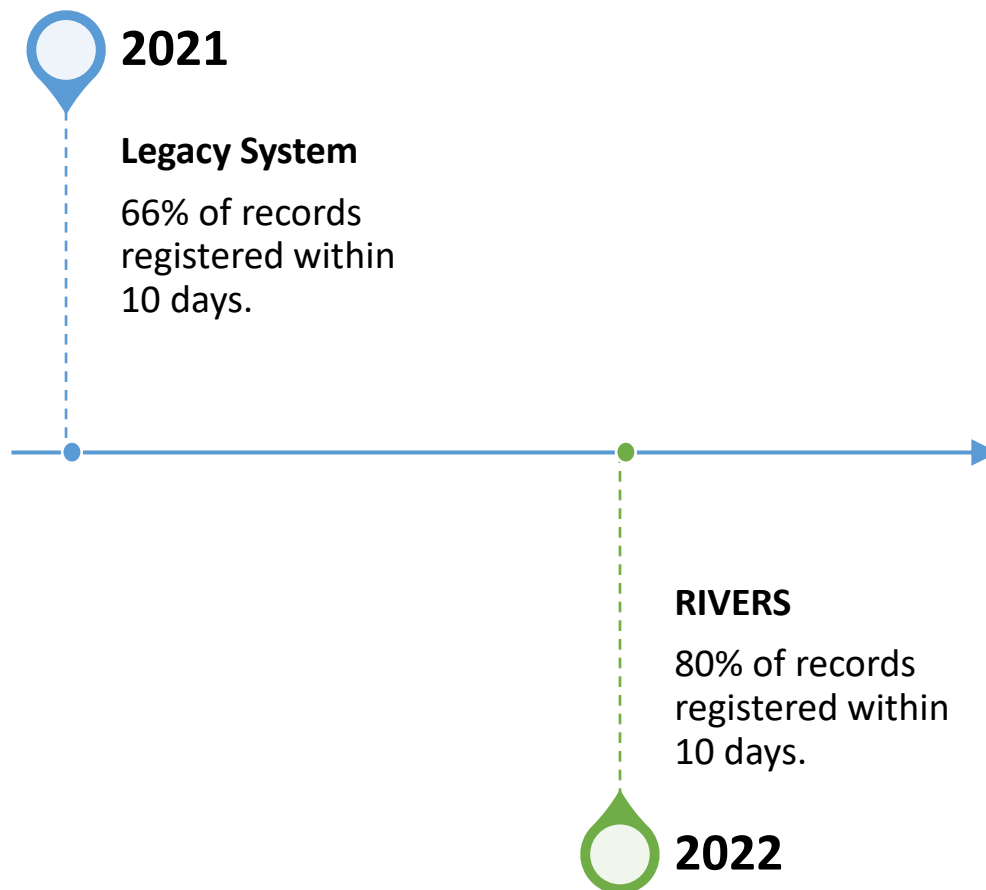 2021
Legacy System
66% of records
registered within
10 days.
RIVERS
80% of records
registered within
10 days.
2022